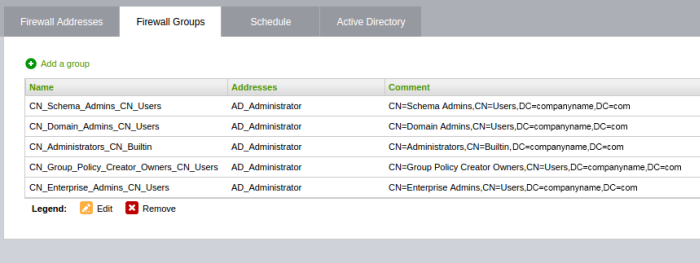 Firewall Addresses Firewall Groups Schedule Active Directory
Add a group
Name Addresses Comment
CN_Schema_Admins_CN_Users AD_Administrator CN=Schema Admins,CN=Users,DC=companyname,DC=com
CN_Domain_Admins_CN_Users AD_Administrator CN=Domain Admins,CN=Users,DC=companyname,DC=com
CN_Administrators_CN_Builtin AD_Administrator CN=Administrators,CN=Builtin,DC=companyname,DC=com
CN_Group_Policy_Creator_Owners_CN_Users AD_Administrator CN=Group Policy Creator Owners,CN=Users,DC=companyname,DC=com
CN_Enterprise_Admins_CN_Users AD_Administrator CN=Enterprise Admins,CN=Users,DC=companyname,DC=com
Legend: Edit Remove